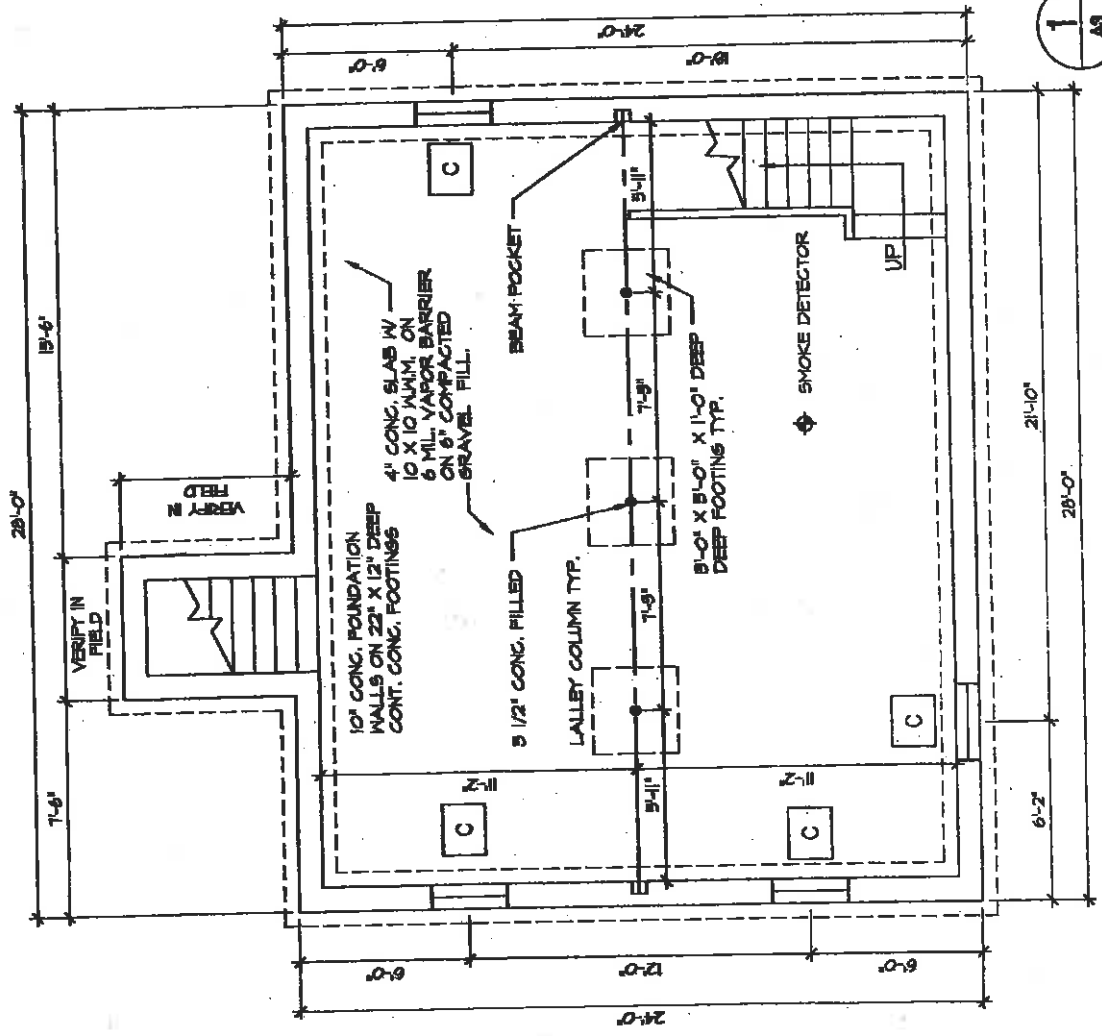 28'-0"
7'-6"
15'-6"
VERIFY IN
FIELD
VERIFY IN
FIELD
24'-0"
6'-0"
18'-0"
10" CONC. FOUNDATION
WALLS ON 22" X 12" DEEP
CONT. CONC. FOOTINGS
4" CONC. SLAB W/
10 X 10 W.W.M. ON
6 MIL. VAPOR BARRIER
ON 6" COMPACTED
GRAVEL FILL.
C
C
3 1/2" CONC. FILLED
LALLEY COLUMN TYP.
BEAM POCKET
11'-2"
5'-11"
7'-3"
7'-3"
5'-11"
3'-0" X 3'-0" X 1'-0" DEEP
DEEP FOOTING TYP.
11'-2"
C
C
SMOKE DETECTOR
UP
6'-0"
12'-0"
6'-0"
24'-0"
6'-2"
21'-10"
28'-0"
1
A9